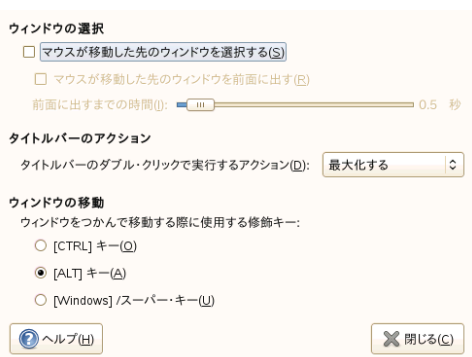 ウィンドウの選択
マウスが移動した先のウィンドウを選択する(S)
マウスが移動した先のウィンドウを前面に出す(R)
前面に出すまでの時間(I): 0.5 秒
タイトルバーのアクション
タイトルバーのダブル・クリックで実行するアクション(D): 最大化する
ウィンドウの移動
ウィンドウをつかんで移動する際に使用する修飾キー:
[CTRL] キー(O)
[ALT] キー(A)
[Windows] /スーパー・キー(U)
ヘルプ(H) 閉じる(C)